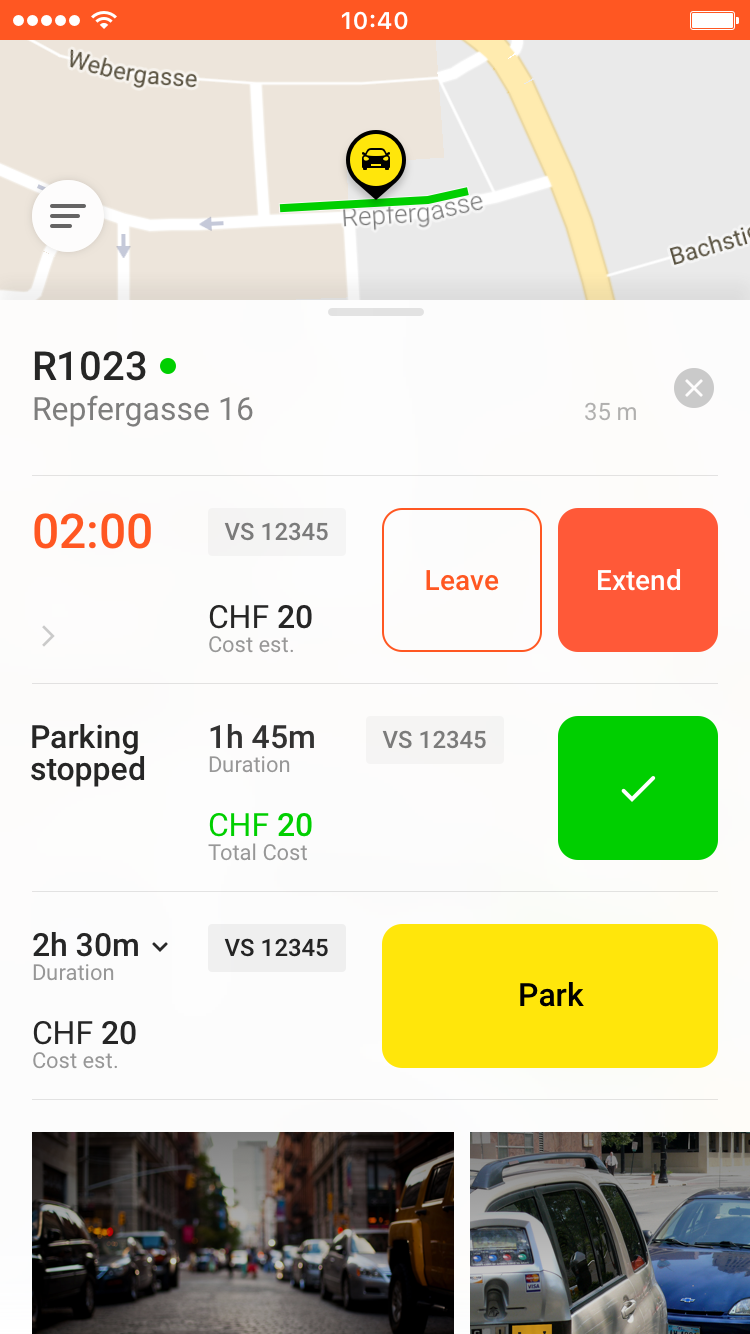 10:40
Webergasse
Repfergasse
R1023
Repfergasse 16
35 m
02:00
VS 12345
Leave
Extend
CHF 20
Cost est.
Parking
stopped
1h 45m
Duration
VS 12345
CHF 20
Total Cost
2h 30m
Duration
VS 12345
Park
CHF 20
Cost est.
VISA